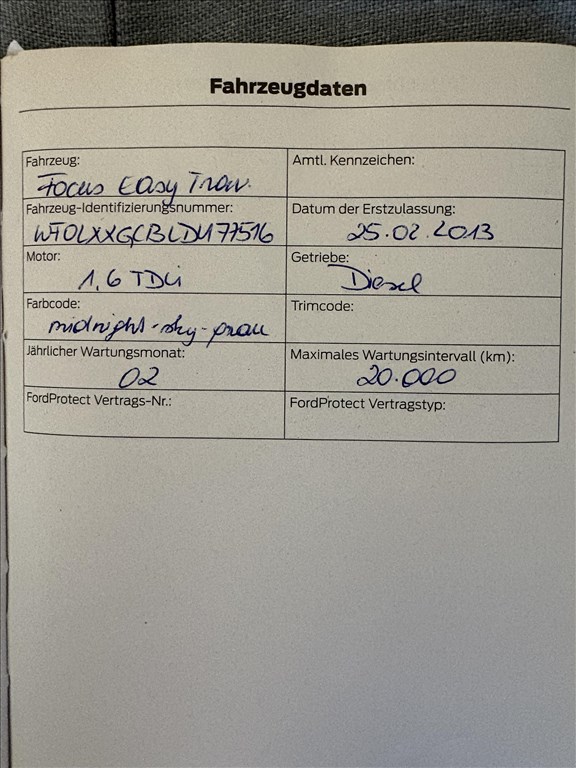 Fahrzeugdaten
Fahrzeug:
Focus Easy
Amtl. Kennzeichen:
Fahrzeug-Identifizierungsnummer:
WF0LXXGCBLDU77516
Datum der Erstzulassung:
25.02.2013
Motor:
1,6 TDCi
Getriebe:
Diesel
Farbcode:
midnight-sky-grau
Trimcode:
Jährlicher Wartungsmonat:
02
Maximales Wartungsintervall (km):
20.000
FordProtect Vertrags-Nr.:
FordProtect Vertragstyp: